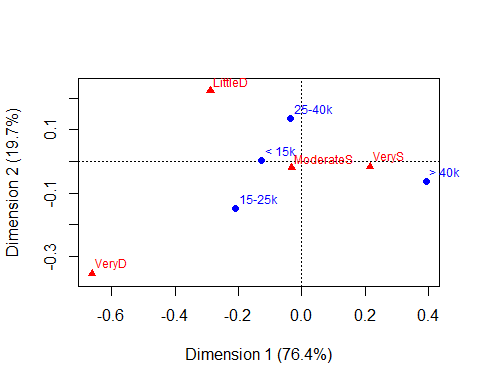 LittleD
25-40k
< 15k
ModerateS
VeryS
> 40k
15-25k
VeryD
0.1
-0.1
-0.3
Dimension 2 (19.7%)
-0.6
-0.4
-0.2
0.0
0.2
0.4
Dimension 1 (76.4%)